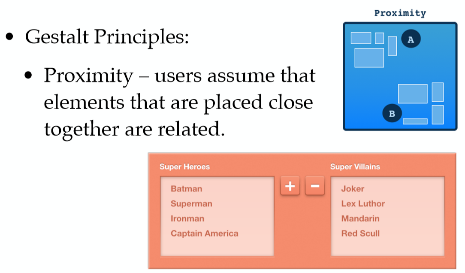 Proximity
A
B
• Gestalt Principles:
• Proximity – users assume that
elements that are placed close
together are related.
Super Heroes
Batman
Superman
Ironman
Captain America
+ −
Super Villains
Joker
Lex Luthor
Mandarin
Red Scull